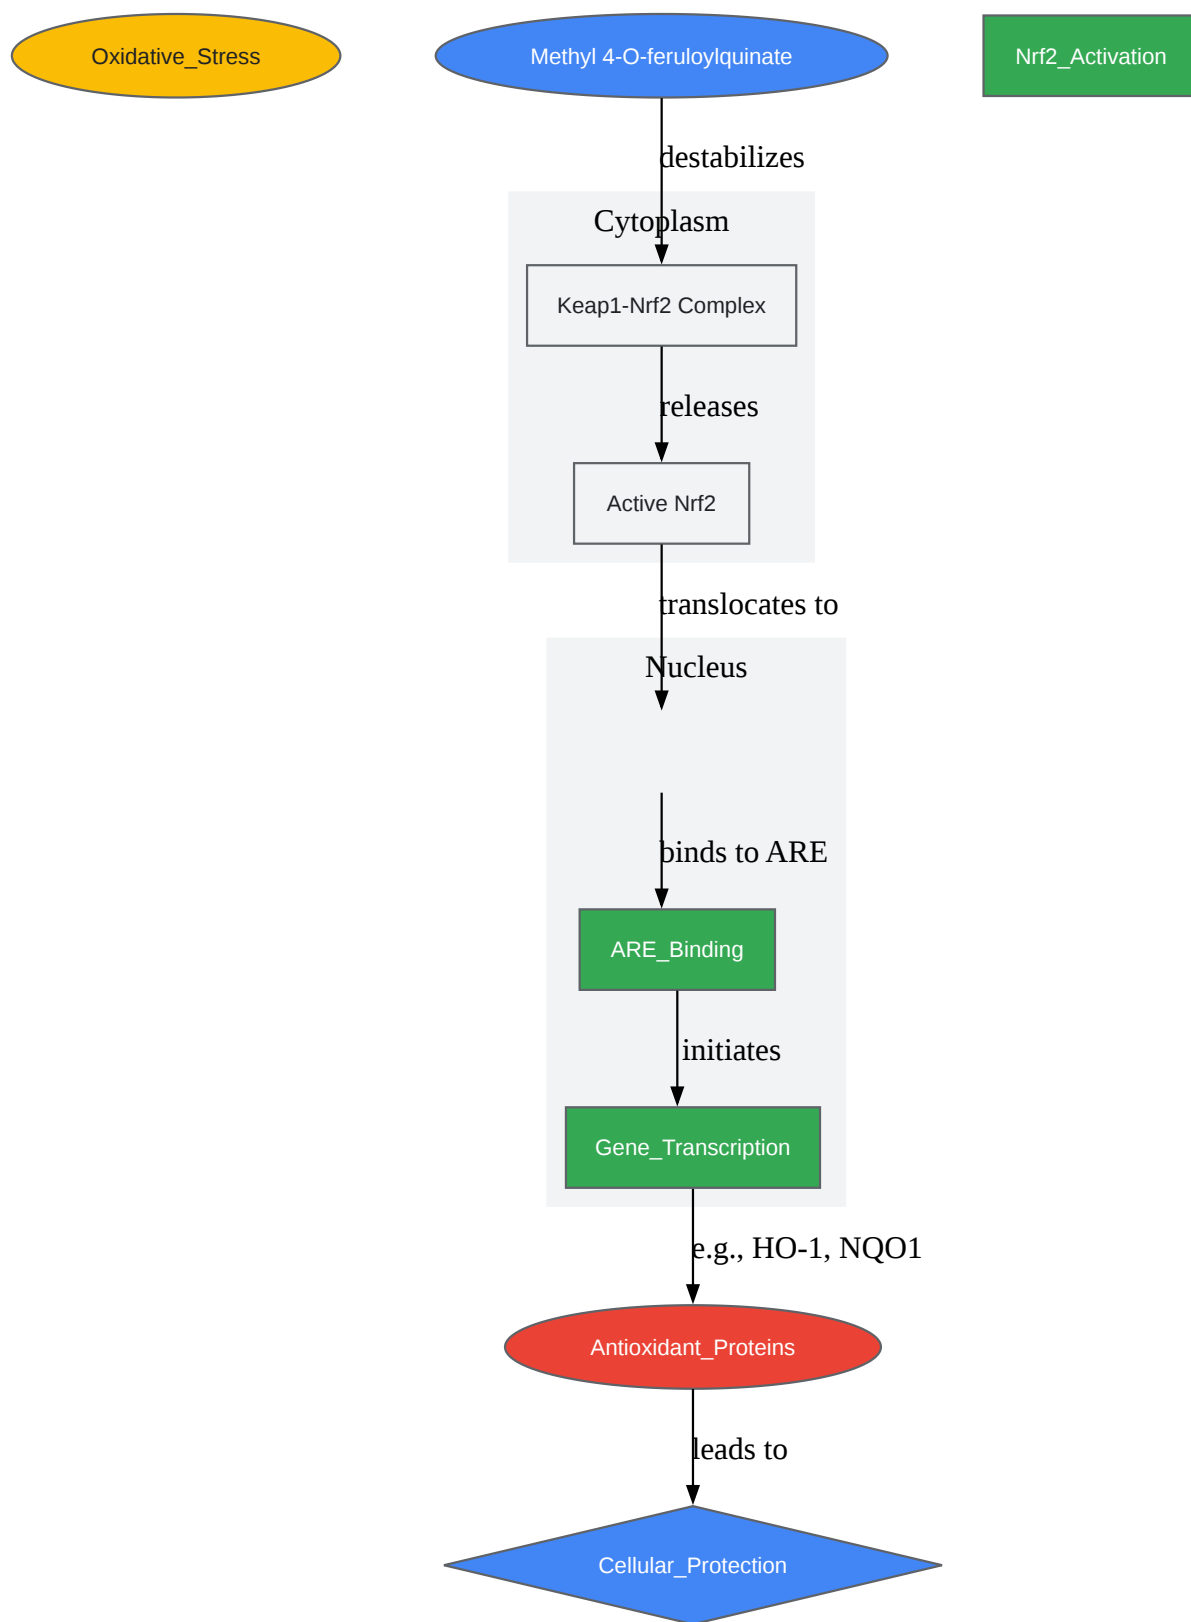 Oxidative_Stress
Methyl 4-O-feruloylquinate
Nrf2_Activation
destabilizes
Cytoplasm
Keap1-Nrf2 Complex
releases
Active Nrf2
translocates to
Nucleus
binds to ARE
ARE_Binding
initiates
Gene_Transcription
e.g., HO-1, NQO1
Antioxidant_Proteins
leads to
Cellular_Protection